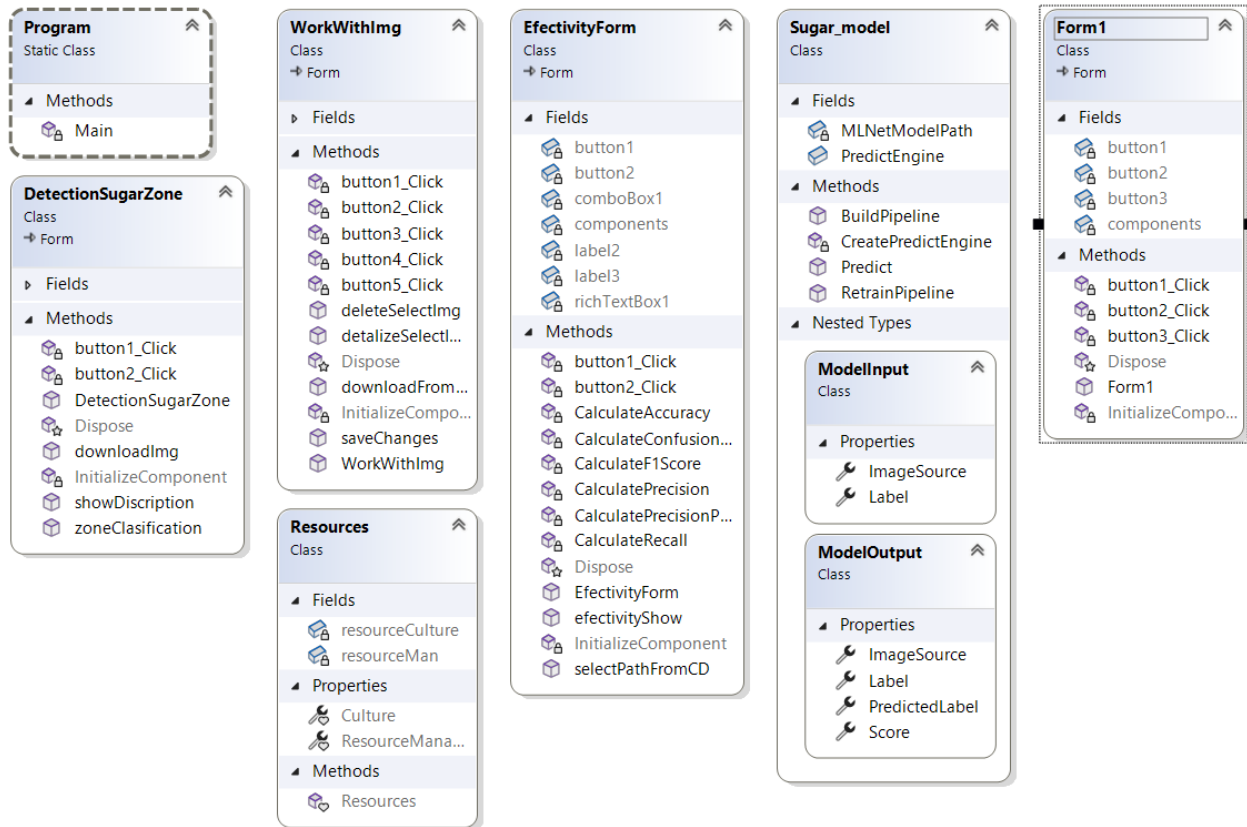 Program
Static Class
Methods
Main
DetectionSugarZone
Class
Form
Fields
Methods
button1_Click
button2_Click
DetectionSugarZone
Dispose
downloadImg
InitializeComponent
showDiscription
zoneClasification
WorkWithImg
Class
Form
Fields
Methods
button1_Click
button2_Click
button3_Click
button4_Click
button5_Click
deleteSelectImg
detalizeSelectI...
Dispose
downloadFrom...
InitializeCompo...
saveChanges
WorkWithImg
Resources
Class
Fields
resourceCulture
resourceMan
Properties
Culture
ResourceMana...
Methods
Resources
EfectivityForm
Class
Form
Fields
button1
button2
comboBox1
components
label2
label3
richTextBox1
Methods
button1_Click
button2_Click
CalculateAccuracy
CalculateConfusion...
CalculateF1Score
CalculatePrecision
CalculatePrecisionP...
CalculateRecall
Dispose
EfectivityForm
efectivityShow
InitializeComponent
selectPathFromCD
Sugar_model
Class
Fields
MLNetModelPath
PredictEngine
Methods
BuildPipeline
CreatePredictEngine
Predict
RetrainPipeline
Nested Types
ModelInput
Class
Properties
ImageSource
Label
ModelOutput
Class
Properties
ImageSource
Label
PredictedLabel
Score
Form1
Class
Form
Fields
button1
button2
button3
components
Methods
button1_Click
button2_Click
button3_Click
Dispose
Form1
InitializeCompo...